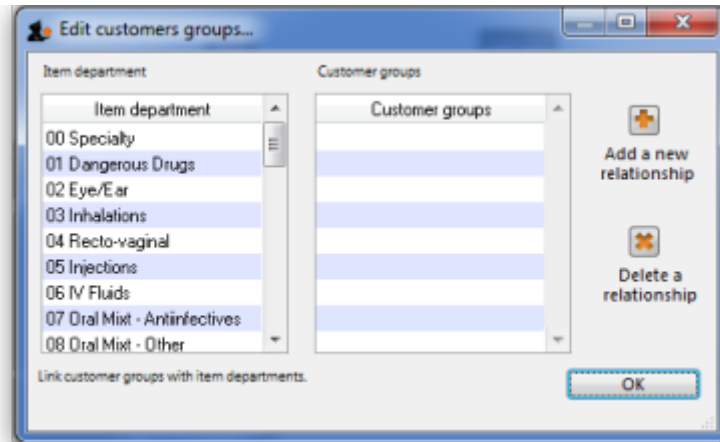 Edit customers groups...
Item department
Customer groups
Item department
Customer groups
00 Specialty
01 Dangerous Drugs
02 Eye/Ear
03 Inhalations
04 Recto-vaginal
05 Injections
06 IV Fluids
07 Oral Mixt - Antiinfectives
08 Oral Mixt - Other
Add a new
relationship
Delete a
relationship
Link customer groups with item departments.
OK